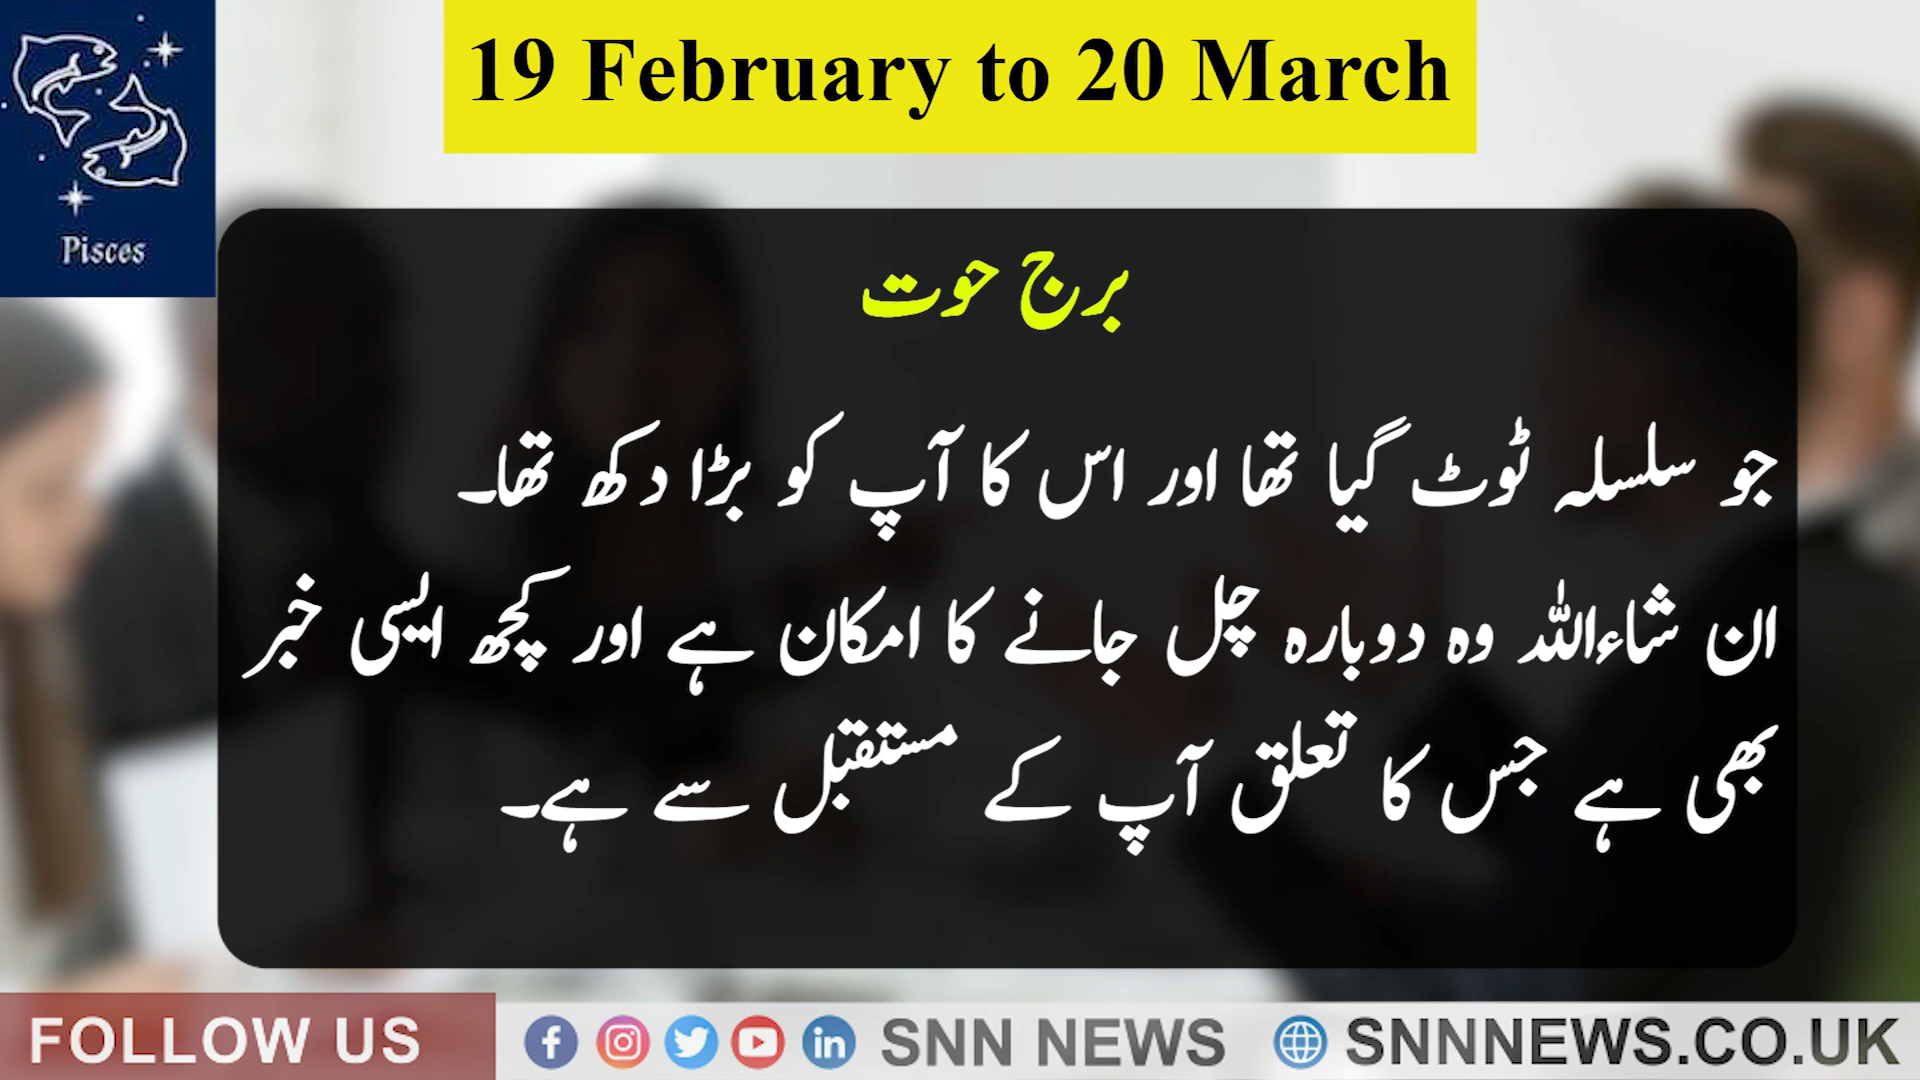 19 February to 20 March
Pisces
برج حوت
جو سلسلہ ٹوٹ گیا تھا اور اس کا آپ کو بڑا دکھ تھا۔
ان شاءاللہ وہ دوبارہ چل جانے کا امکان ہے اور کچھ ایسی خبر
بھی ہے جس کا تعلق آپ کے مستقبل سے ہے۔
FOLLOW US SNN NEWS SNNNEWS.CO.UK